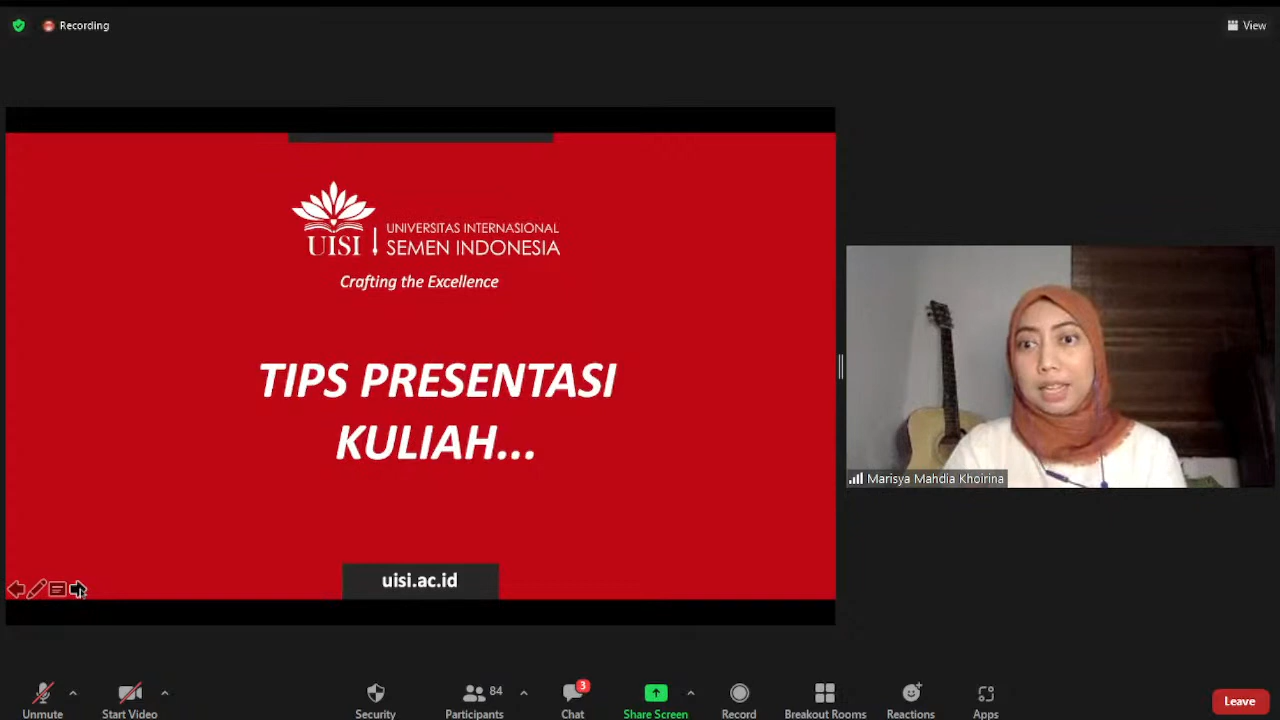 Recording
View
UISI
UNIVERSITAS INTERNASIONAL
SEMEN INDONESIA
Crafting the Excellence
TIPS PRESENTASI
KULIAH...
uisi.ac.id
Marisya Mahdia Khoirina
Unmute
Start Video
Security
84
Participants
3
Chat
Share Screen
Record
Breakout Rooms
Reactions
Apps
Leave